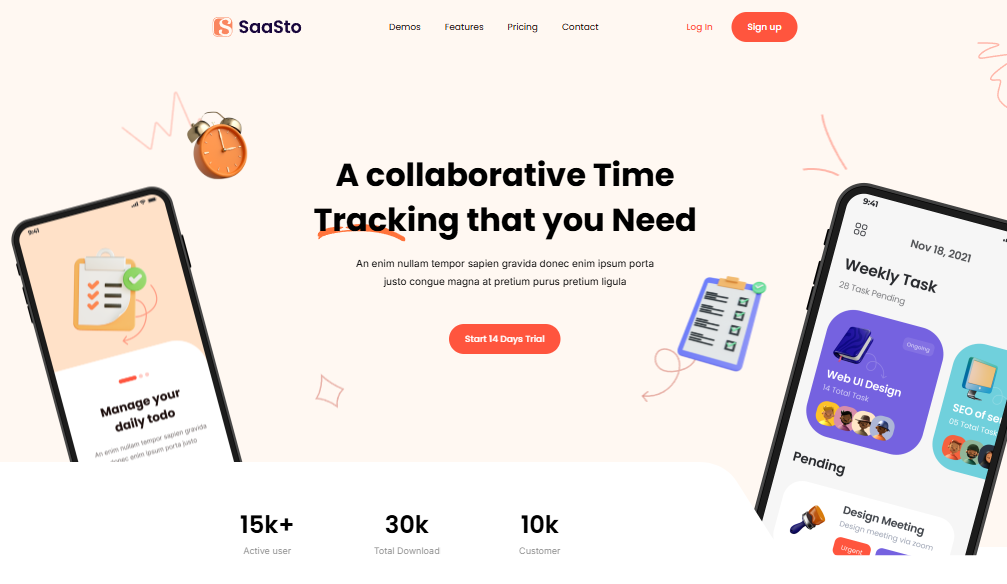 SaaSto
Demos
Features
Pricing
Contact
Log In
Sign up
A collaborative Time
Tracking that you Need
An enim nullam tempor sapien gravida donec enim ipsum porta
justo congue magna at pretium purus pretium ligula
Start 14 Days Trial
9:41
Manage your
daily todo
An enim nullam tempor sapien gravida
donec enim ipsum porta justo
9:41
Nov 18, 2021
Weekly Task
28 Task Pending
Ongoing
Web UI Design
14 Total Task
SEO of se
05 Total Task
Pending
Design Meeting
Design meeting via zoom
Urgent
15k+
Active user
30k
Total Download
10k
Customer